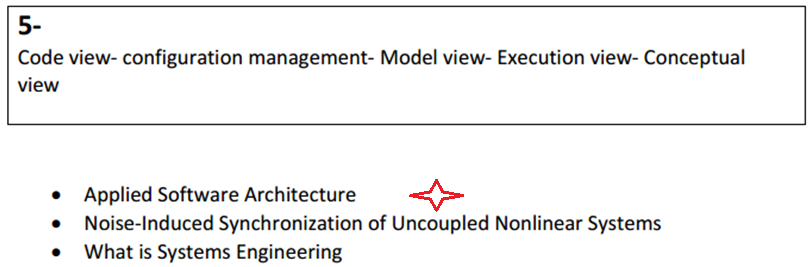 5-
Code view- configuration management- Model view- Execution view- Conceptual
view
• Applied Software Architecture
• Noise-Induced Synchronization of Uncoupled Nonlinear Systems
• What is Systems Engineering